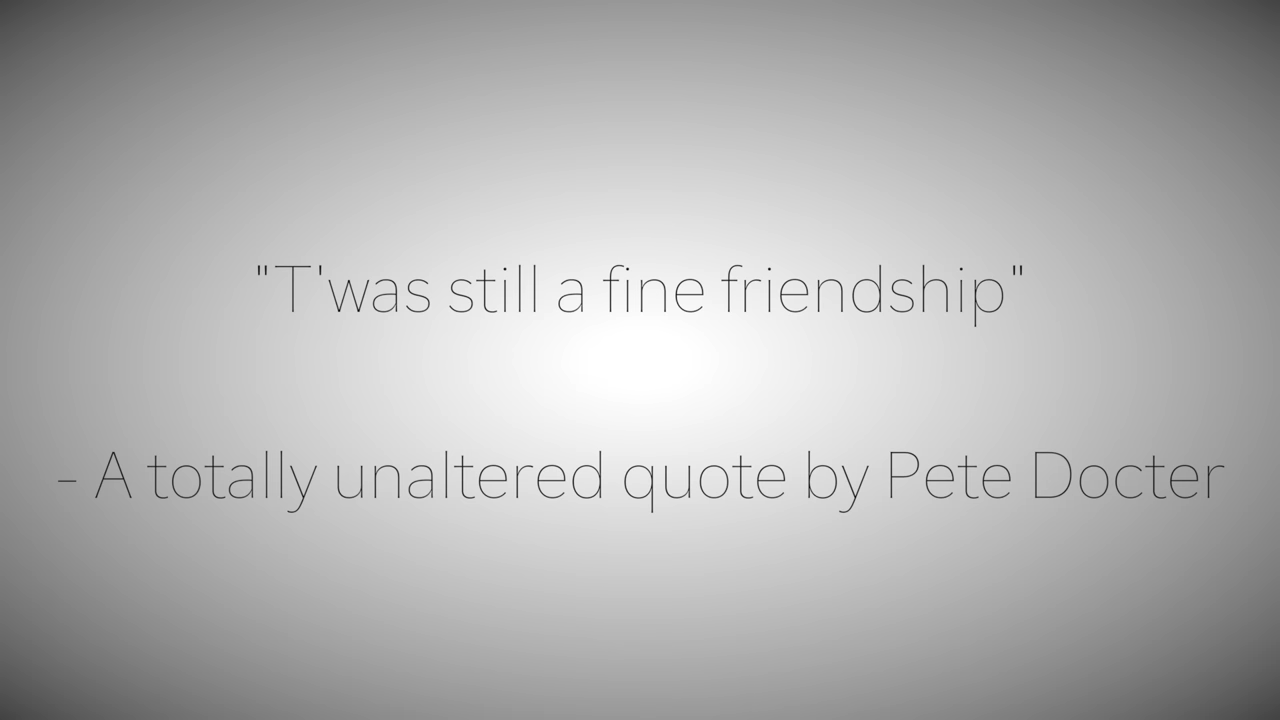 "T'was still a fine friendship"
- A totally unaltered quote by Pete Docter